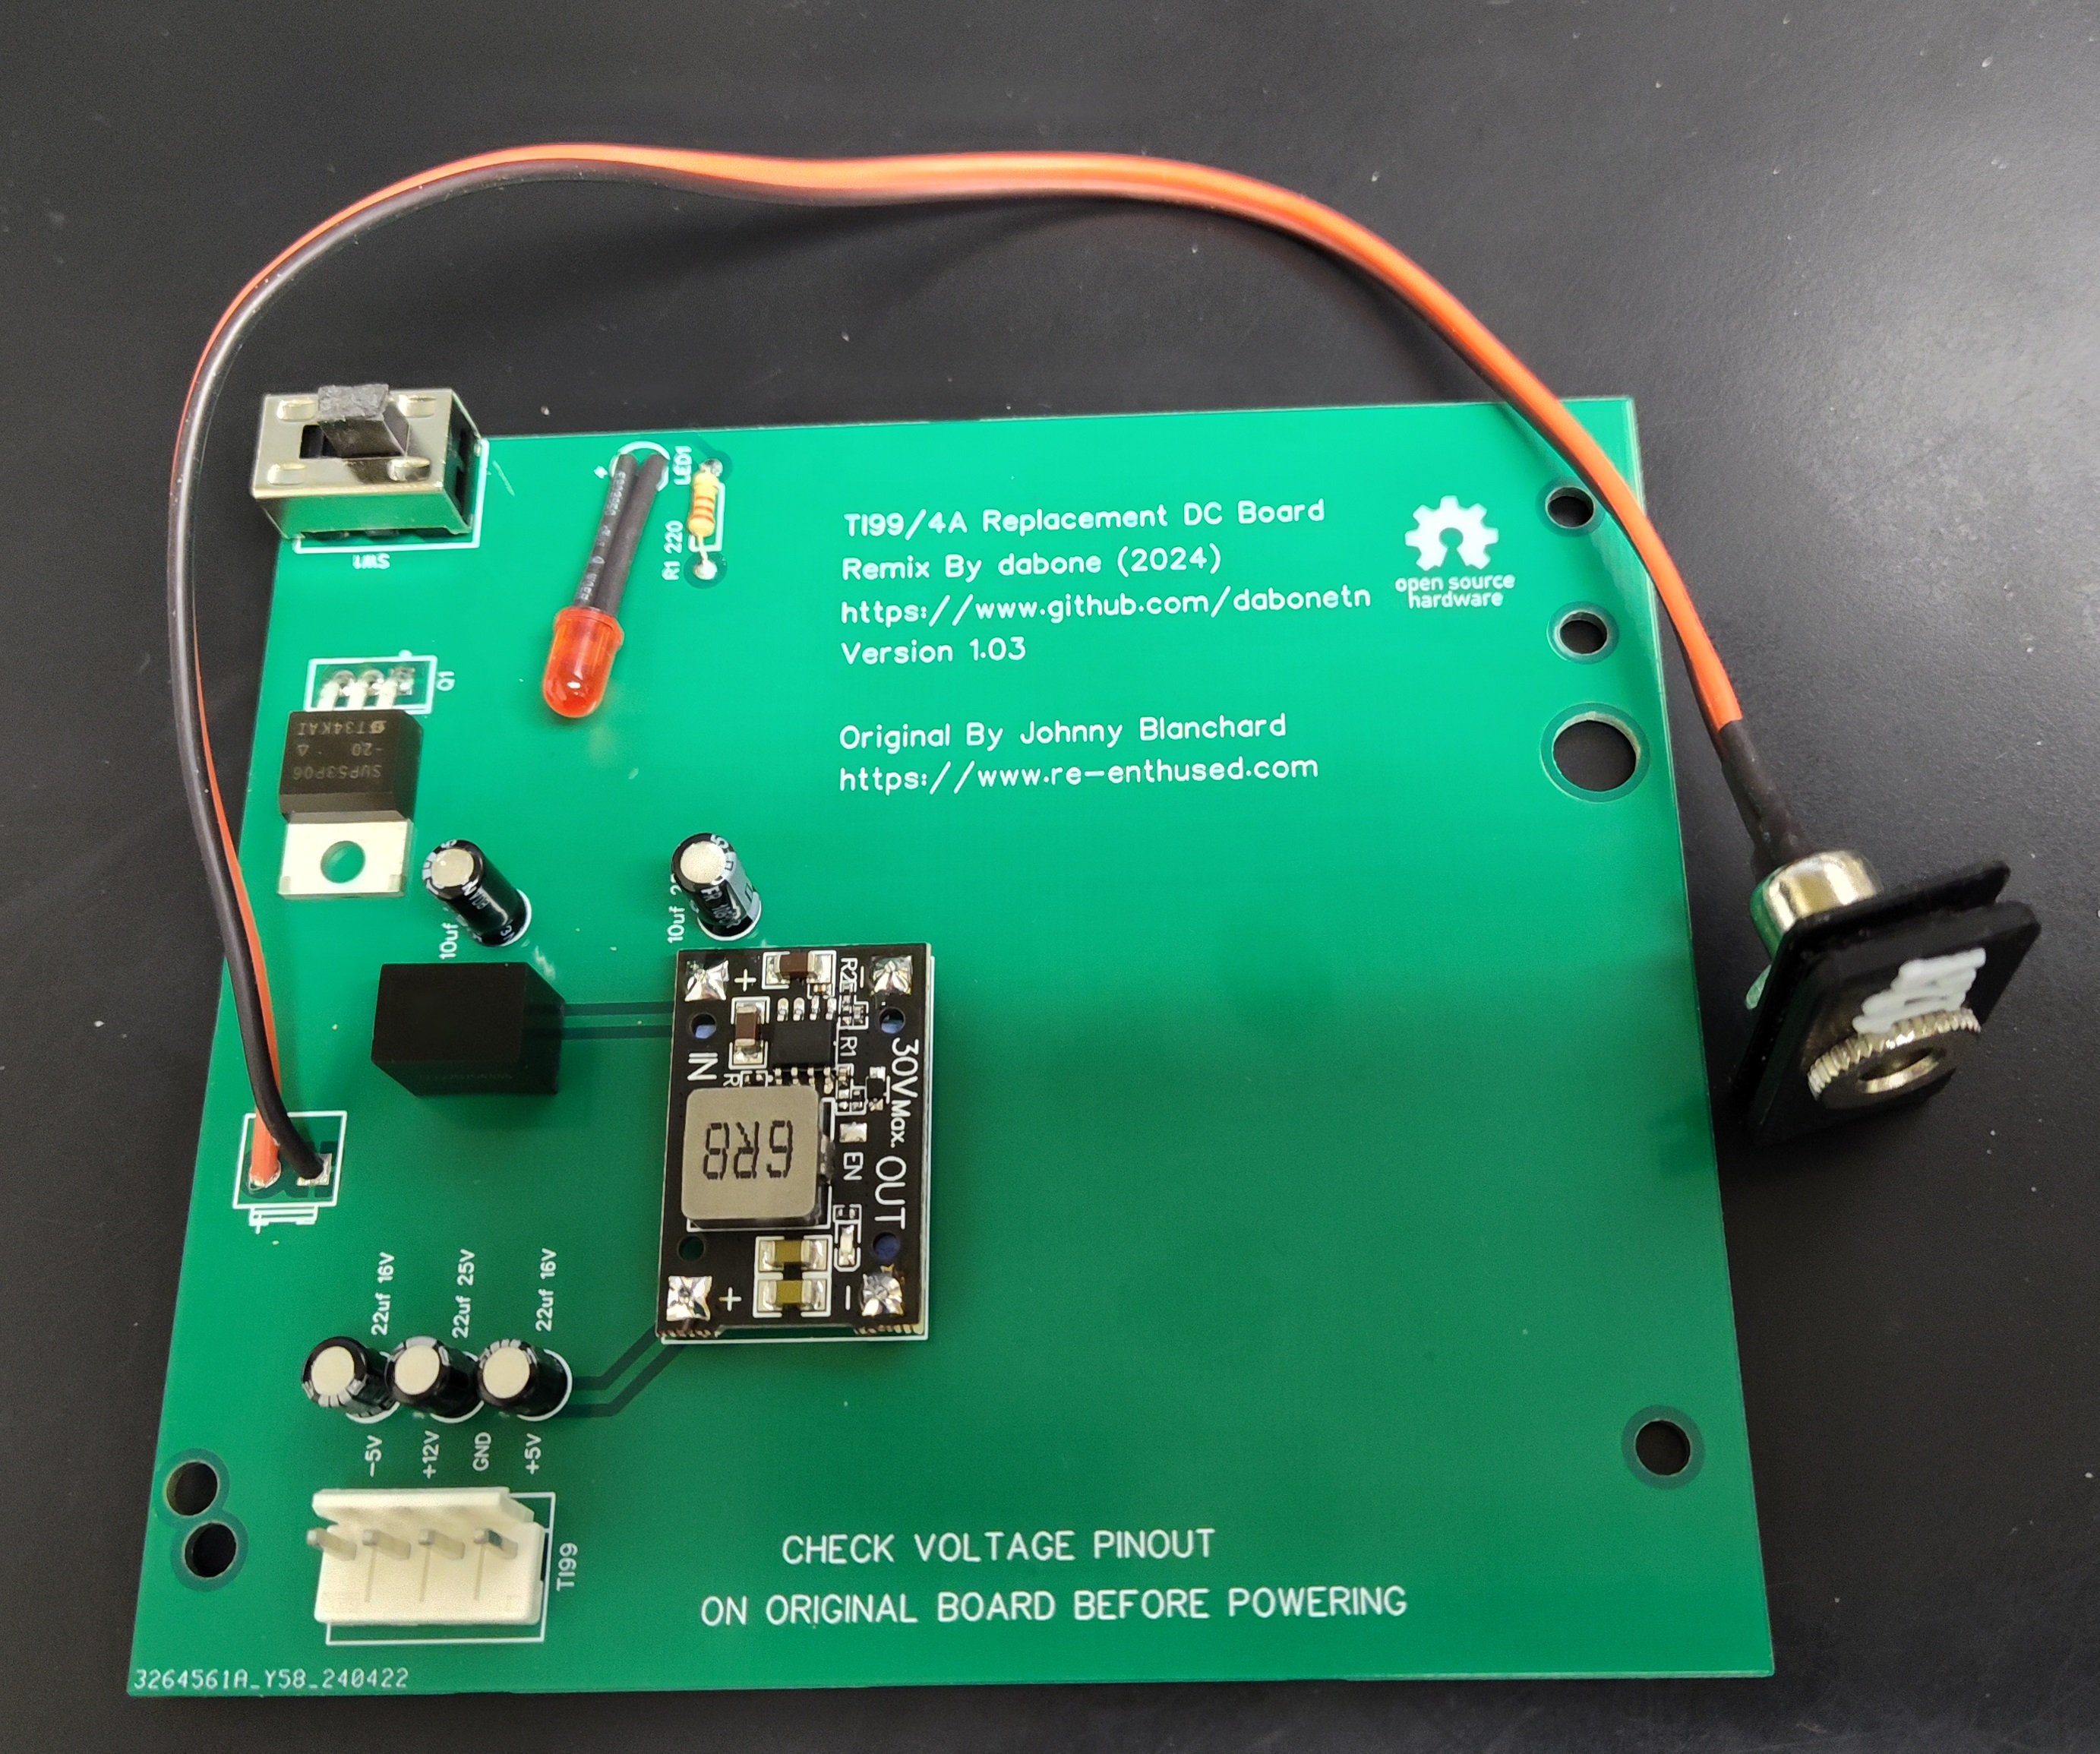 SW1
LED1
R1 220
TI99/4A Replacement DC Board
Remix By dabone (2024)
https://www.github.com/dabonetn
Version 1.03
open source
hardware
Original By Johnny Blanchard
https://www.re-enthused.com
Q1
T34KAI
-20
SUP53P06
10uf
10uf
+ R2 -
IN
R1
30V Max. OUT
6R8
EN
+ -
22uf 16V
22uf 25V
22uf 16V
-5V
+12V
GND
+5V
TI99
CHECK VOLTAGE PINOUT
ON ORIGINAL BOARD BEFORE POWERING
3264561A_Y58_240422